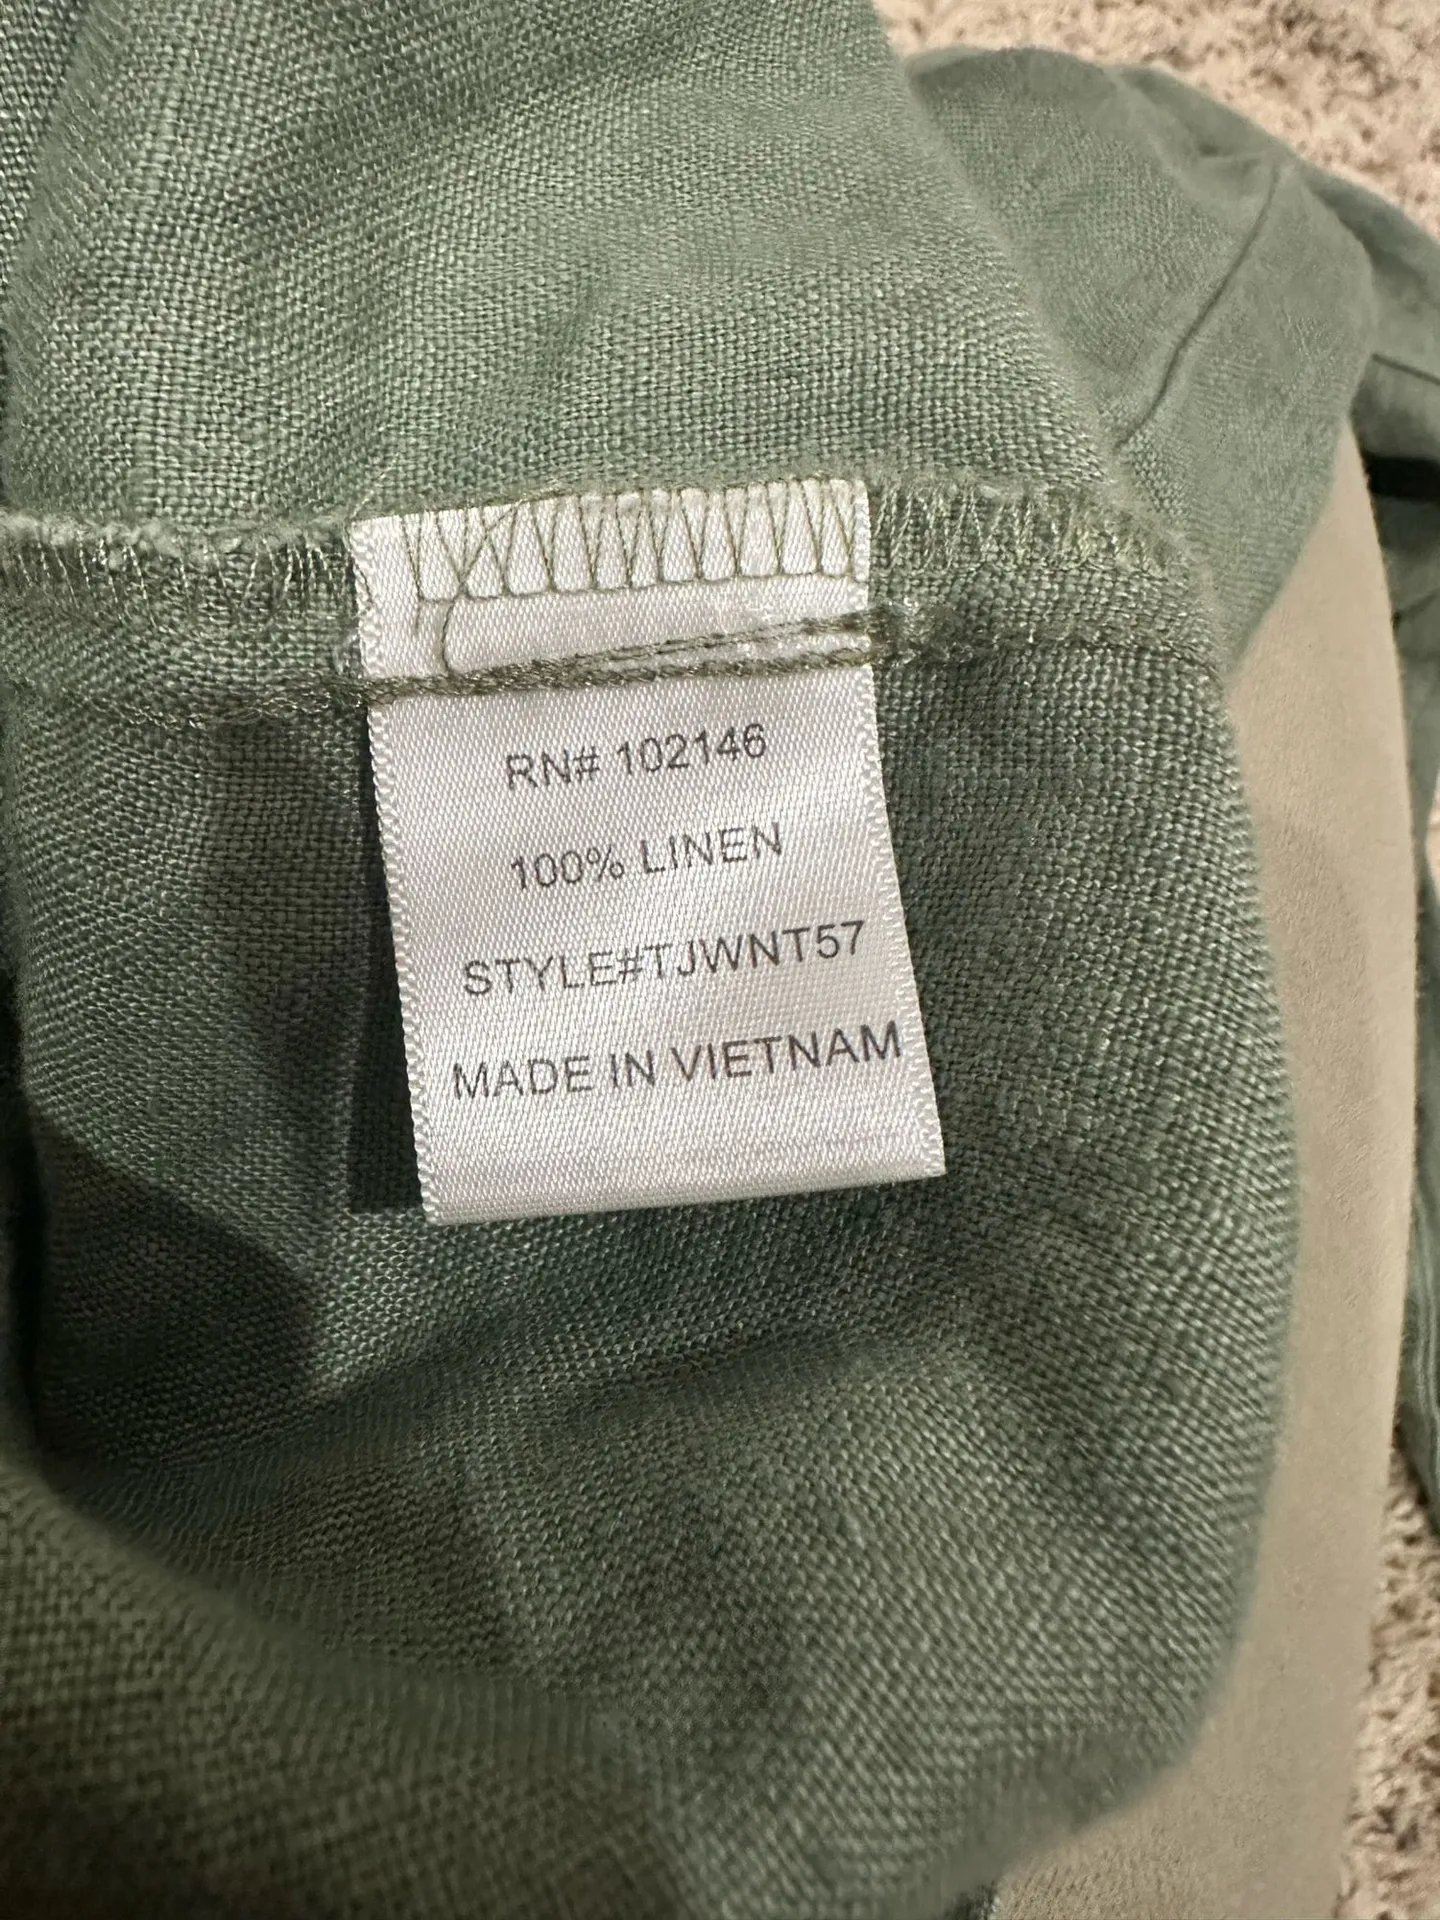 RN# 102146
100% LINEN
STYLE#TJWNT57
MADE IN VIETNAM